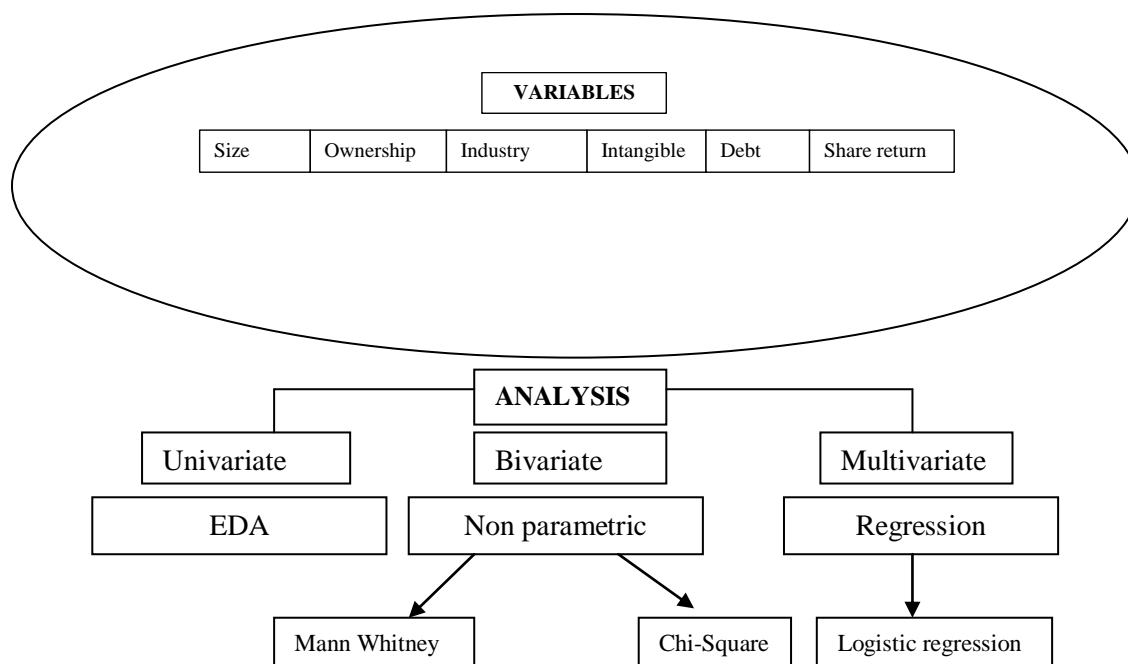 VARIABLES
Size Ownership Industry Intangible Debt Share return
ANALYSIS
Univariate Bivariate Multivariate
EDA Non parametric Regression
Mann Whitney Chi-Square Logistic regression